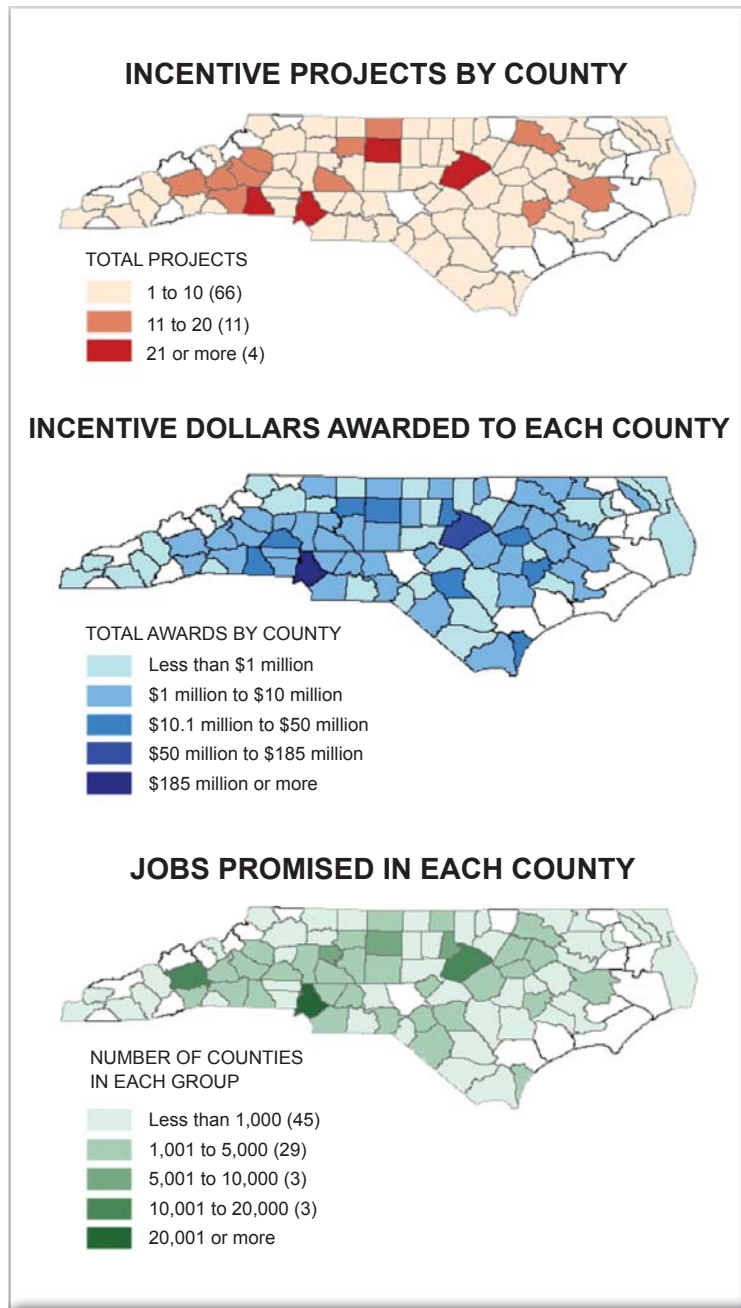 INCENTIVE PROJECTS BY COUNTY
TOTAL PROJECTS
1 to 10 (66)
11 to 20 (11)
21 or more (4)
INCENTIVE DOLLARS AWARDED TO EACH COUNTY
TOTAL AWARDS BY COUNTY
Less than $1 million
$1 million to $10 million
$10.1 million to $50 million
$50 million to $185 million
$185 million or more
JOBS PROMISED IN EACH COUNTY
NUMBER OF COUNTIES
IN EACH GROUP
Less than 1,000 (45)
1,001 to 5,000 (29)
5,001 to 10,000 (3)
10,001 to 20,000 (3)
20,001 or more